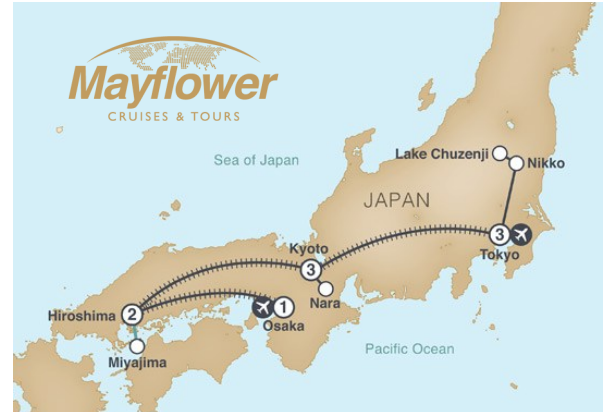 Mayflower
CRUISES & TOURS
Sea of Japan
Lake Chuzenji
Nikko
JAPAN
3
Tokyo
Kyoto
3
Nara
Hiroshima
2
1
Osaka
Miyajima
Pacific Ocean